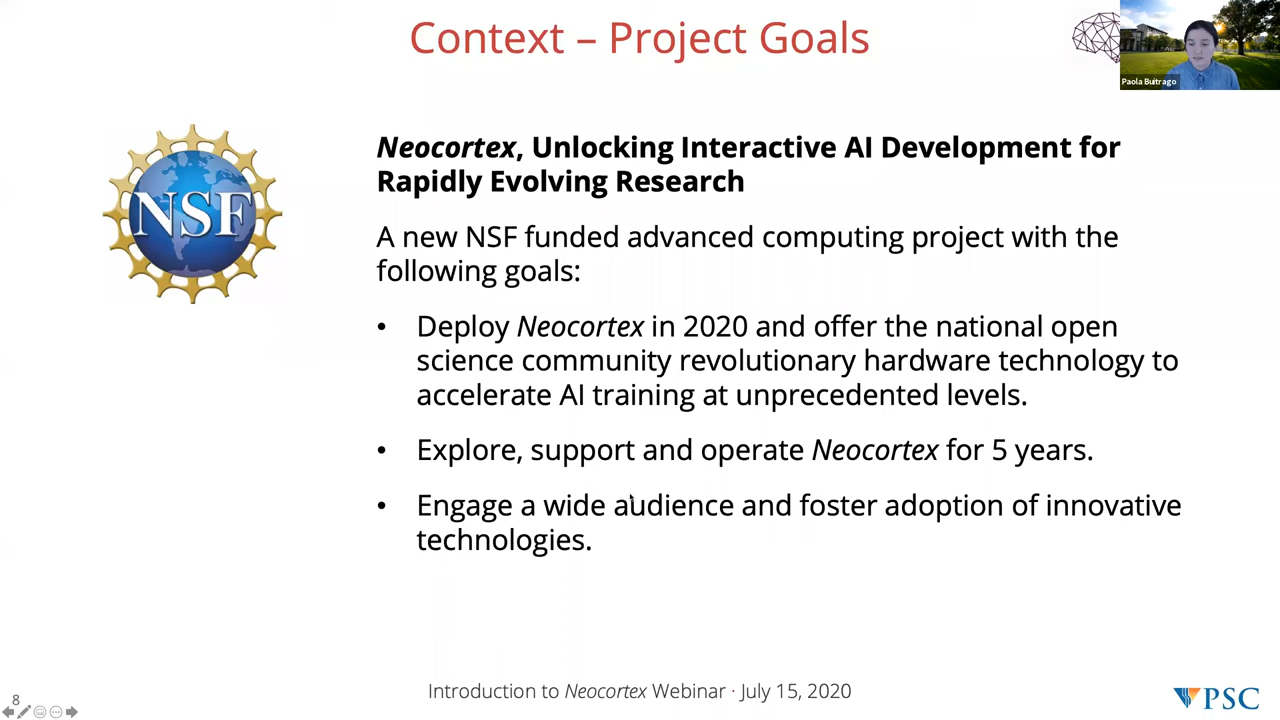 Context – Project Goals
Paola Buitrago
NSF
Neocortex, Unlocking Interactive AI Development for
Rapidly Evolving Research
A new NSF funded advanced computing project with the
following goals:
• Deploy Neocortex in 2020 and offer the national open
science community revolutionary hardware technology to
accelerate AI training at unprecedented levels.
• Explore, support and operate Neocortex for 5 years.
• Engage a wide audience and foster adoption of innovative
technologies.
8
Introduction to Neocortex Webinar · July 15, 2020
PSC